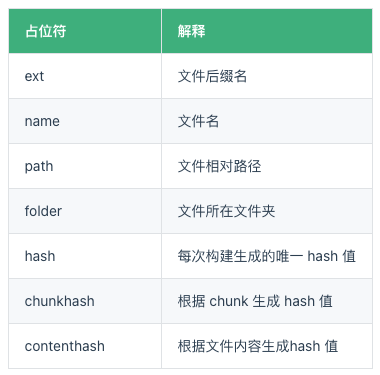 占位符 解释
ext 文件后缀名
name 文件名
path 文件相对路径
folder 文件所在文件夹
hash 每次构建生成的唯一 hash 值
chunkhash 根据 chunk 生成 hash 值
contenthash 根据文件内容生成hash 值